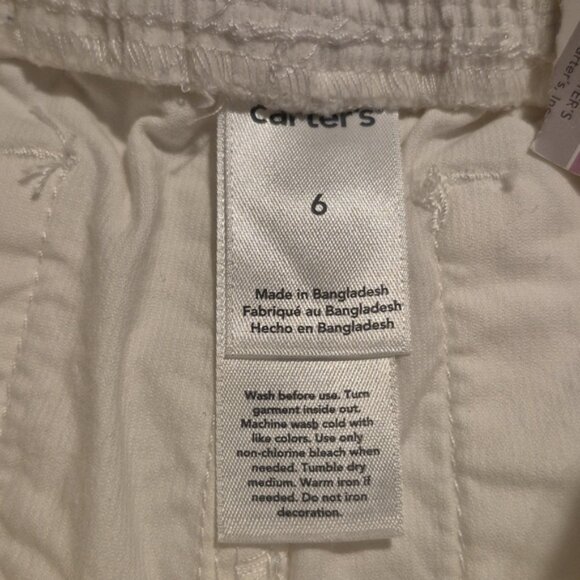 carter's
6
Made in Bangladesh
Fabriqué au Bangladesh
Hecho en Bangladesh
Wash before use. Turn
garment inside out.
Machine wash cold with
like colors. Use only
non-chlorine bleach when
needed. Tumble dry
medium. Warm iron if
needed. Do not iron
decoration.